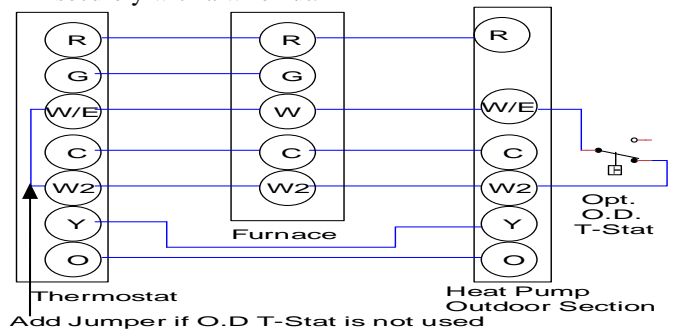 R R R
G G
W/E W W/E
C C C
W2 W2 W2
Opt.
O.D.
T-Stat
Y Y
Furnace
O O
Thermostat
Heat Pump
Outdoor Section
Add Jumper if O.D T-Stat is not used